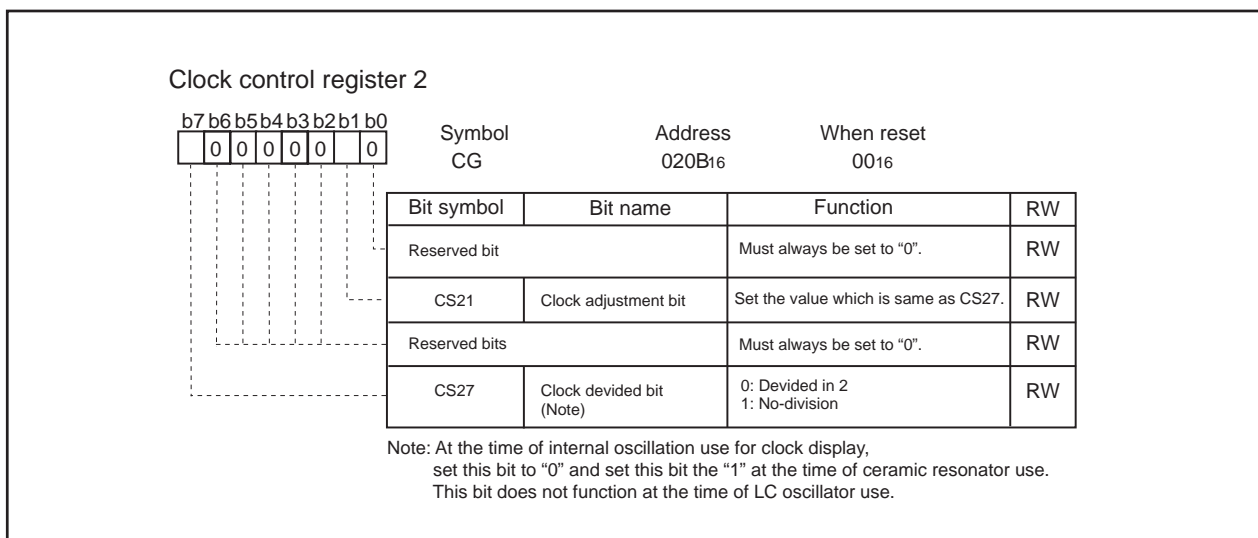 Clock control register 2
b7 b6 b5 b4 b3 b2 b1 b0
0 0 0 0 0 0
Symbol Address When reset
CG 020B16 0016
Bit symbol Bit name Function RW
Reserved bit Must always be set to “0”. RW
CS21 Clock adjustment bit Set the value which is same as CS27. RW
Reserved bits Must always be set to “0”. RW
CS27 Clock devided bit (Note) 0: Devided in 2 RW
1: No-division
Note: At the time of internal oscillation use for clock display,
set this bit to “0” and set this bit the “1” at the time of ceramic resonator use.
This bit does not function at the time of LC oscillator use.